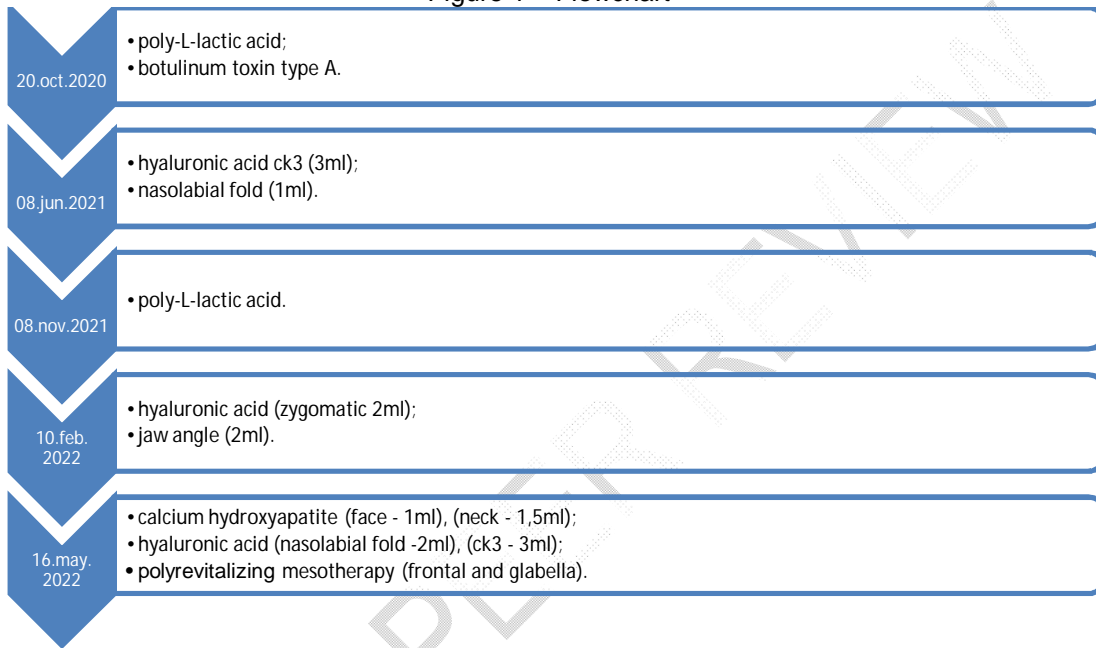 Figure 1 – Flowchart
20.oct.2020
• poly-L-lactic acid;
• botulinum toxin type A.
08.jun.2021
• hyaluronic acid ck3 (3ml);
• nasolabial fold (1ml).
08.nov.2021
• poly-L-lactic acid.
10.feb.
2022
• hyaluronic acid (zygomatic 2ml);
• jaw angle (2ml).
16.may.
2022
• calcium hydroxyapatite (face - 1ml), (neck - 1,5ml);
• hyaluronic acid (nasolabial fold -2ml), (ck3 - 3ml);
• polyrevitalizing mesotherapy (frontal and glabella).
PEER REVIEW